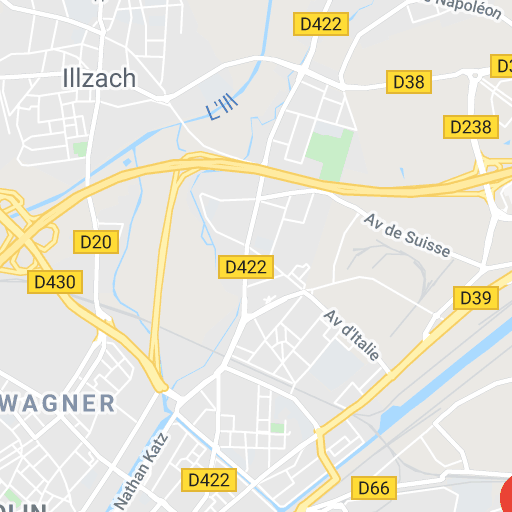 Napoléon
D422
Illzach
D38
L'Ill
D238
Av de Suisse
D20
D422
D430
D39
Av d'Italie
WAGNER
Nathan Katz
D422
D66